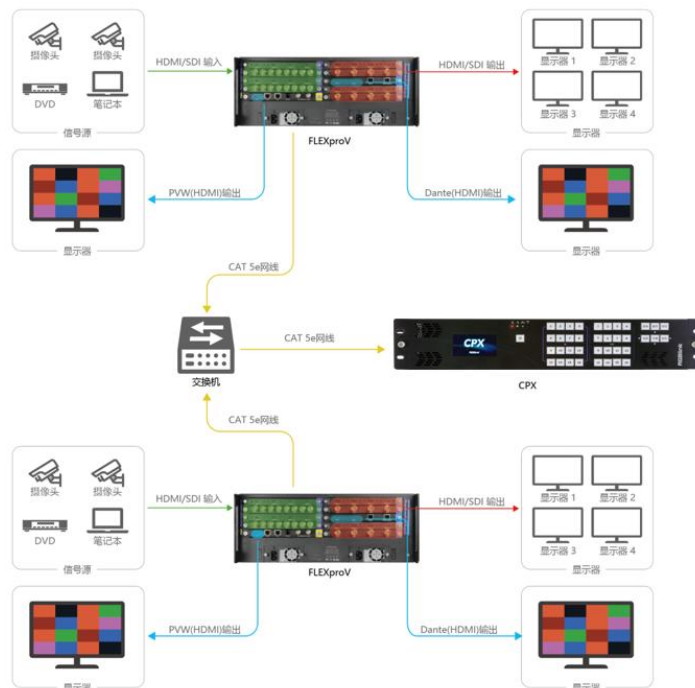 摄像头
摄像头
DVD
笔记本
信号源
HDMI/SDI 输入
FLEXproV
HDMI/SDI 输出
显示器 1
显示器 2
显示器 3
显示器 4
显示器
显示器
PVW(HDMI)输出
Dante(HDMI)输出
显示器
CAT 5e网线
交换机
CAT 5e网线
CPX
CPX
CAT 5e网线
摄像头
摄像头
DVD
笔记本
信号源
HDMI/SDI 输入
FLEXproV
HDMI/SDI 输出
显示器 1
显示器 2
显示器 3
显示器 4
显示器
显示器
PVW(HDMI)输出
Dante(HDMI)输出
显示器